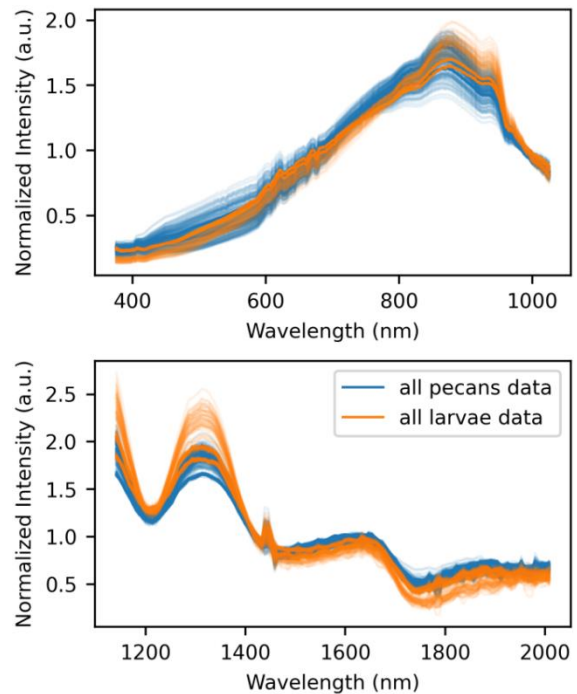 2.0
1.5
1.0
0.5
Normalized Intensity (a.u.)
400 600 800 1000
Wavelength (nm)
2.5
2.0
1.5
1.0
0.5
Normalized Intensity (a.u.)
all pecans data
all larvae data
1200 1400 1600 1800 2000
Wavelength (nm)